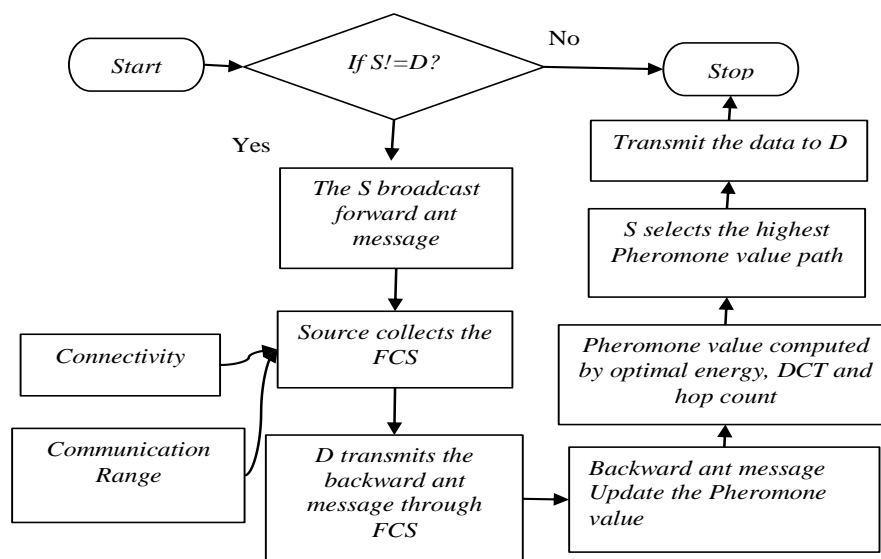 Start
If S!=D?
No
Stop
Yes
The S broadcast
forward ant
message
Source collects the
FCS
Connectivity
Communication
Range
D transmits the
backward ant
message through
FCS
Backward ant message
Update the Pheromone
value
Pheromone value computed
by optimal energy, DCT and
hop count
S selects the highest
Pheromone value path
Transmit the data to D